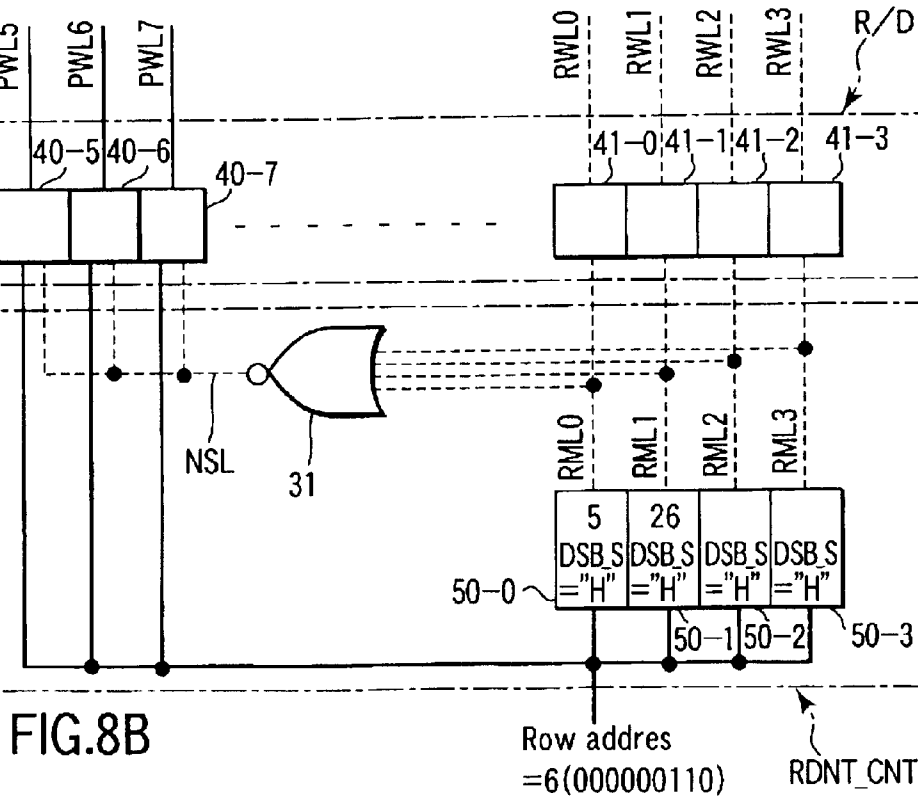 PWL5 PWL6 PWL7 RWL0 RWL1 RWL2 RWL3 R/D
40-5 40-6 40-7 41-0 41-1 41-2 41-3
NSL
31
RML0 RML1 RML2 RML3
5 26
DSB_S DSB_S DSB_S DSB_S
="H" ="H" ="H" ="H"
50-0 50-1 50-2 50-3
FIG.8B
Row addres
=6(000000110)
RDNT_CNT